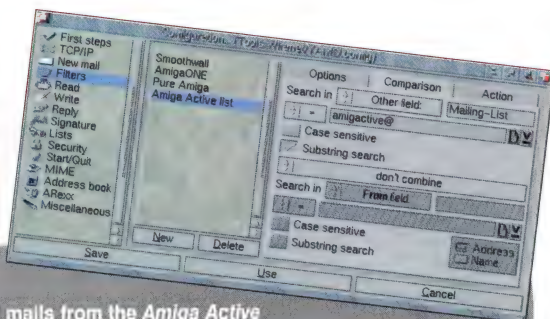 Configuration
First steps
TCP/IP
New mail
Filters
Read
Write
Reply
Signature
Lists
Security
Start/Quit
MIME
Address book
ARexx
Miscellaneous
Smoothwall
AmigaONE
Pure Amiga
Amiga Active list
New
Delete
Options
Comparison
Action
Search in
Other field:
Mailing-List
=
amigactive@
Case sensitive
Substring search
don't combine
Search in
From field
=
Case sensitive
Substring search
Address
Name
Save
Use
Cancel
mails from the Amiga Active